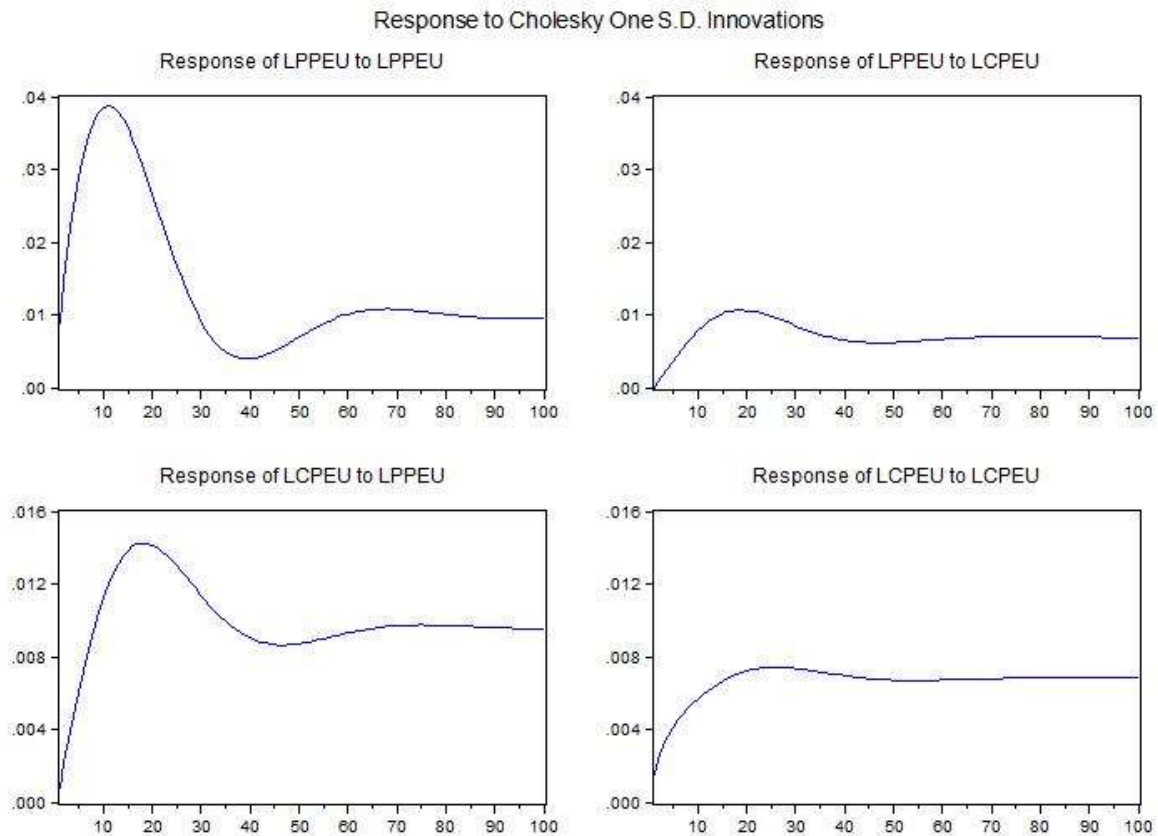 Response to Cholesky One S.D. Innovations
Response of LPPEU to LPPEU
.04
.03
.02
.01
.00
10 20 30 40 50 60 70 80 90 100
Response of LPPEU to LCPEU
.04
.03
.02
.01
.00
10 20 30 40 50 60 70 80 90 100
Response of LCPEU to LPPEU
.016
.012
.008
.004
.000
10 20 30 40 50 60 70 80 90 100
Response of LCPEU to LCPEU
.016
.012
.008
.004
.000
10 20 30 40 50 60 70 80 90 100